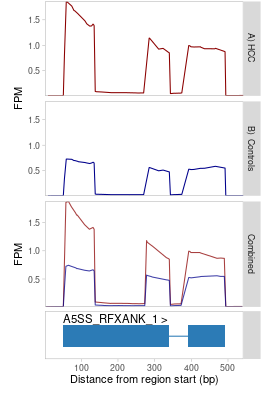 1.5
1.0
0.5
A) HCC
FPM
1.5
1.0
0.5
B) Controls
1.5
1.0
0.5
Combined
FPM
A5SS_RFXANK_1 >
100 200 300 400 500
Distance from region start (bp)